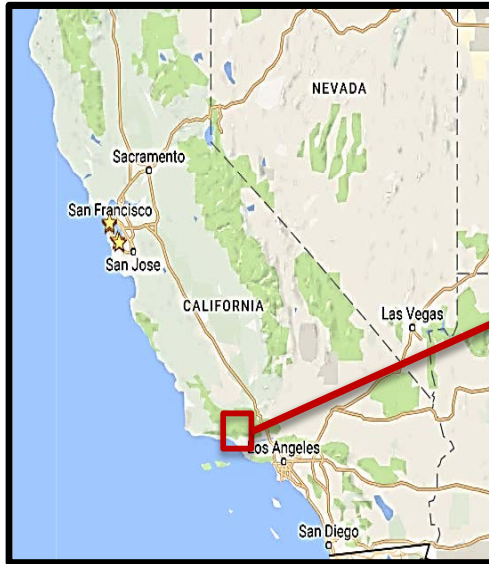 NEVADA
Sacramento
San Francisco
San Jose
CALIFORNIA
Las Vegas
Los Angeles
San Diego